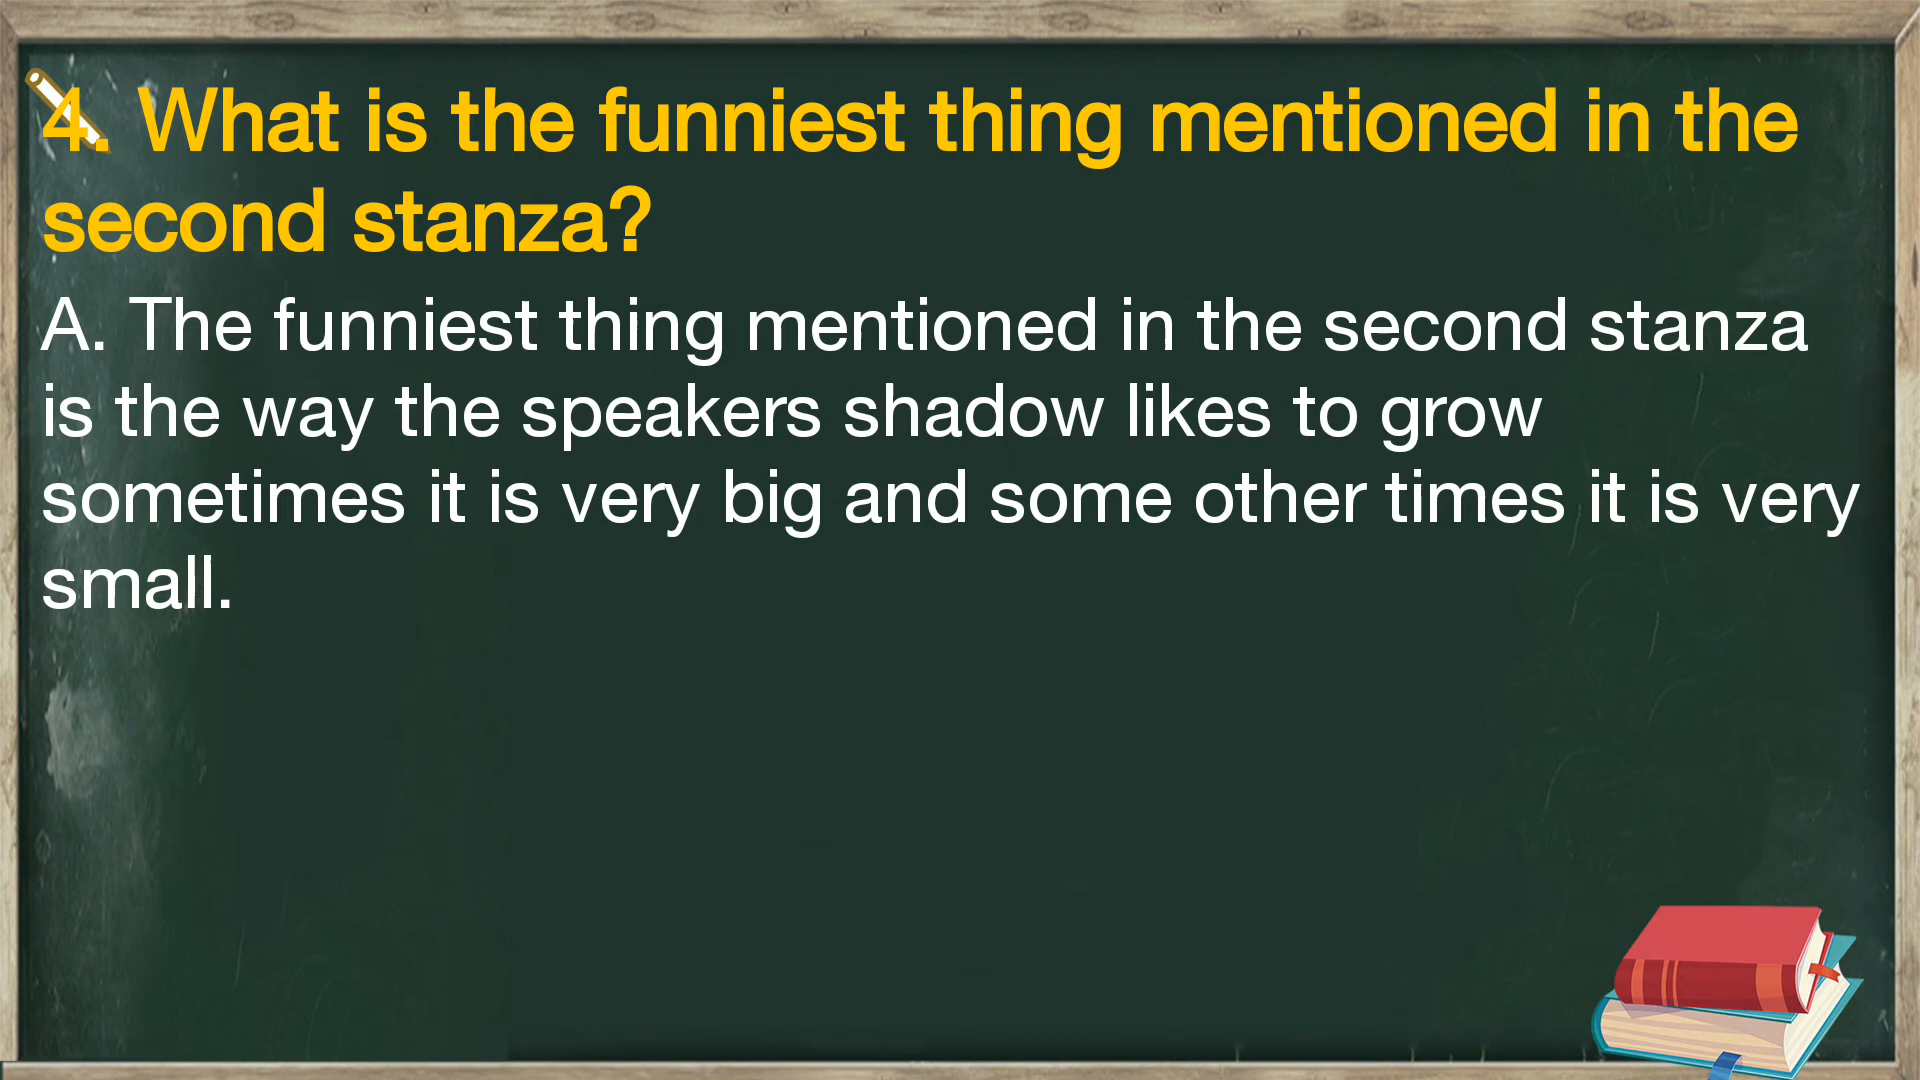 4. What is the funniest thing mentioned in the
second stanza?
A. The funniest thing mentioned in the second stanza
is the way the speakers shadow likes to grow
sometimes it is very big and some other times it is very
small.